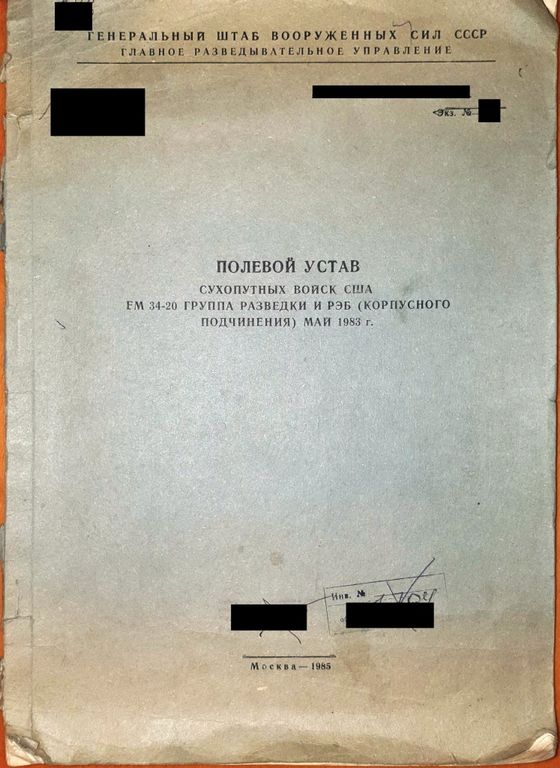 ГЕНЕРАЛЬНЫЙ ШТАБ ВООРУЖЕННЫХ СИЛ СССР
ГЛАВНОЕ РАЗВЕДЫВАТЕЛЬНОЕ УПРАВЛЕНИЕ
Экз. №
ПОЛЕВОЙ УСТАВ
СУХОПУТНЫХ ВОЙСК США
FM 34-20 ГРУППА РАЗВЕДКИ И РЭБ (КОРПУСНОГО
ПОДЧИНЕНИЯ) МАЙ 1983 г.
Инв. №
Москва — 1985